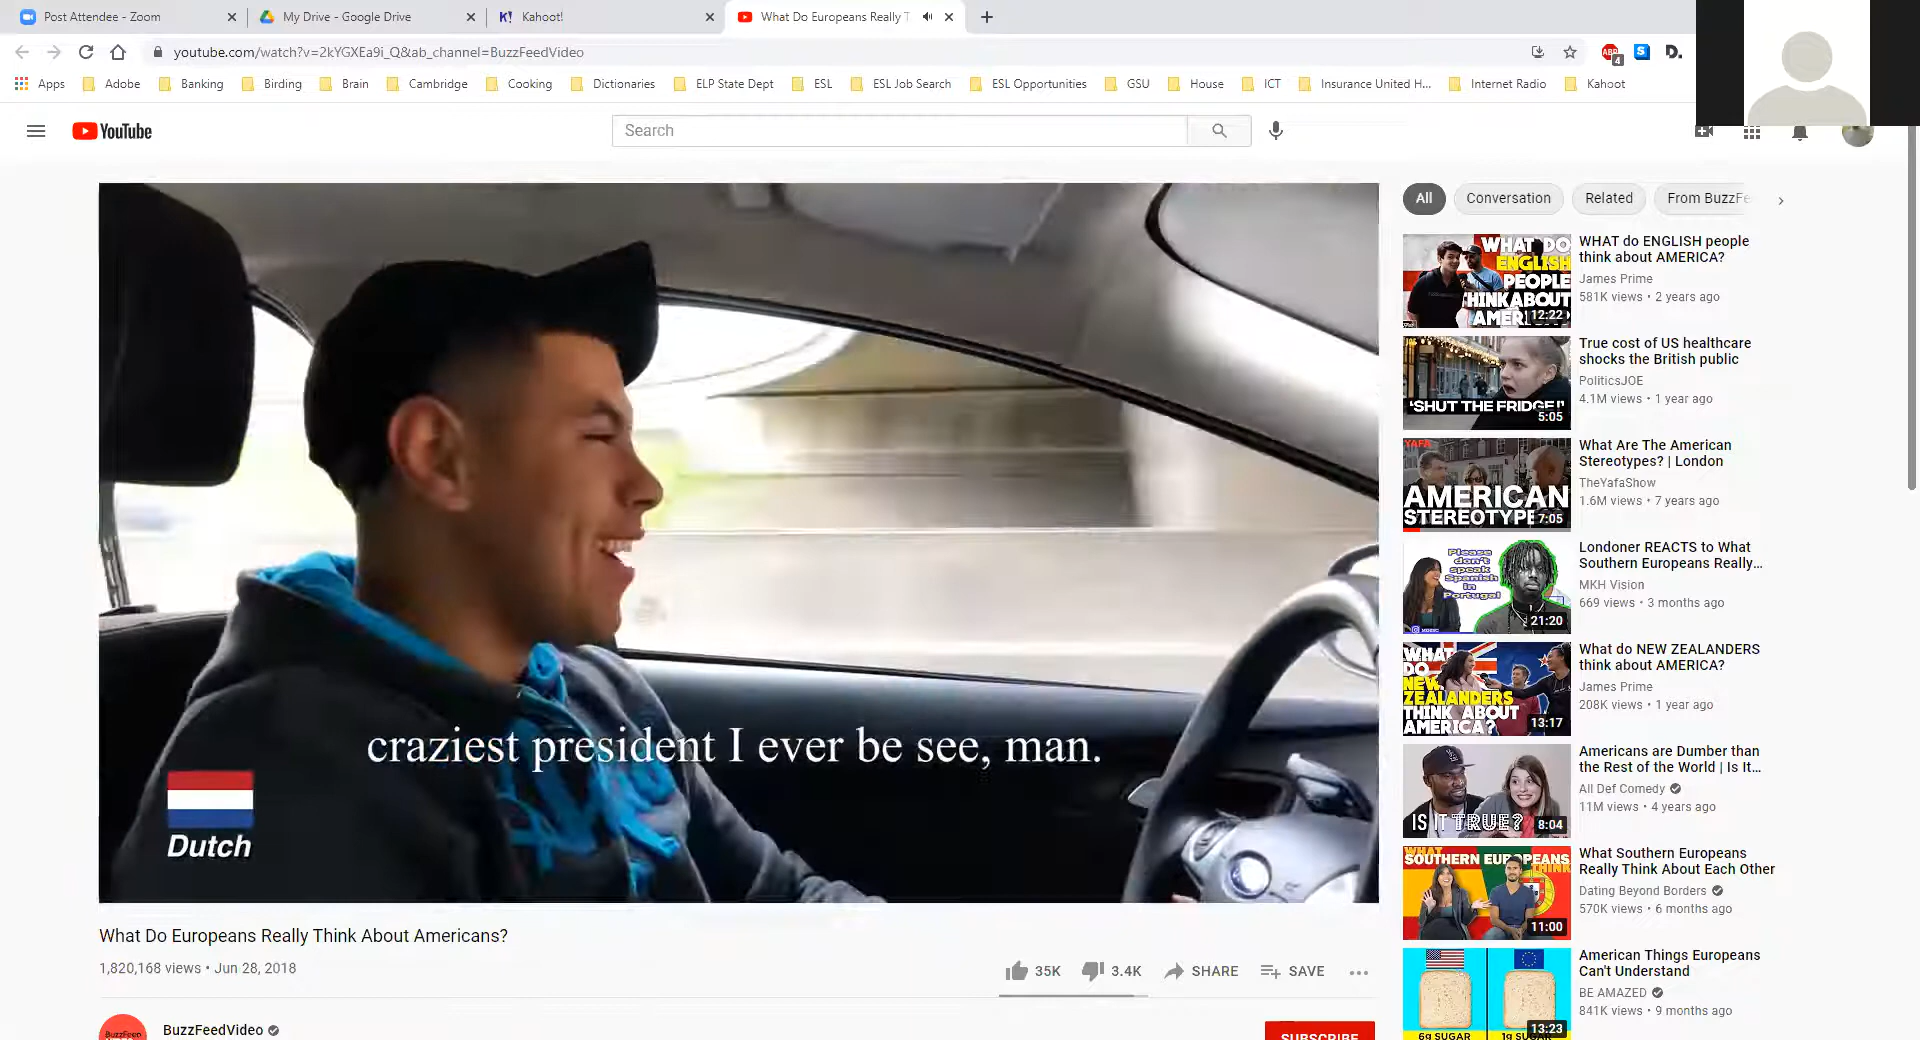 Post Attendee - Zoom
My Drive - Google Drive
Kahoot!
What Do Europeans Really T
youtube.com/watch?v=2kYGXEa9i_Q&ab_channel=BuzzFeedVideo
ABP
4
S
D.
Apps
Adobe
Banking
Birding
Brain
Cambridge
Cooking
Dictionaries
ELP State Dept
ESL
ESL Job Search
ESL Opportunities
GSU
House
ICT
Insurance United H...
Internet Radio
Kahoot
YouTube
Search
craziest president I ever be see, man.
Dutch
What Do Europeans Really Think About Americans?
1,820,168 views • Jun 28, 2018
35K
3.4K
SHARE
SAVE
BuzzFeed
BuzzFeedVideo
SUBSCRIBE
All
Conversation
Related
From BuzzFe
WHAT DO
ENGLISH
PEOPLE
THINK ABOUT
12:22
WHAT do ENGLISH people
think about AMERICA?
James Prime
581K views • 2 years ago
'SHUT THE FRIDGE!'
5:05
True cost of US healthcare
shocks the British public
PoliticsJOE
4.1M views • 1 year ago
YAFA
AMERICAN
STEREOTYPE
7:05
What Are The American
Stereotypes? | London
TheYafaShow
1.6M views • 7 years ago
Please
don't
speak
Spanish
in
Portugal
21:20
Londoner REACTS to What
Southern Europeans Really...
MKH Vision
669 views • 3 months ago
WHAT
DO
NEW
ZEALANDERS
THINK ABOUT
AMERICA?
13:17
What do NEW ZEALANDERS
think about AMERICA?
James Prime
208K views • 1 year ago
IS IT TRUE?
8:04
Americans are Dumber than
the Rest of the World | Is It...
All Def Comedy
11M views • 4 years ago
WHAT
SOUTHERN EUROPEANS
THINK
11:00
What Southern Europeans
Really Think About Each Other
Dating Beyond Borders
570K views • 6 months ago
6g SUGAR
1g SUGAR
13:23
American Things Europeans
Can't Understand
BE AMAZED
841K views • 9 months ago